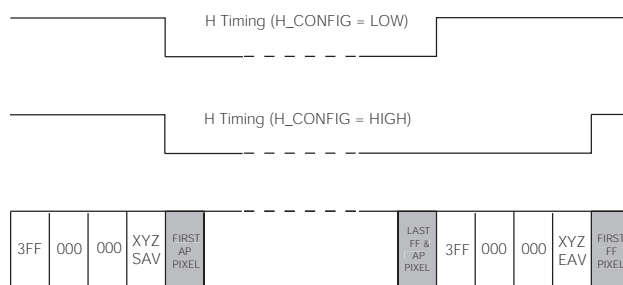 H Timing (H_CONFIG = LOW)
H Timing (H_CONFIG = HIGH)
3FF
000
000
XYZ
SAV
FIRST
AP
PIXEL
LAST
FF &
AP
PIXEL
3FF
000
000
XYZ
EAV
FIRST
FF
PIXEL